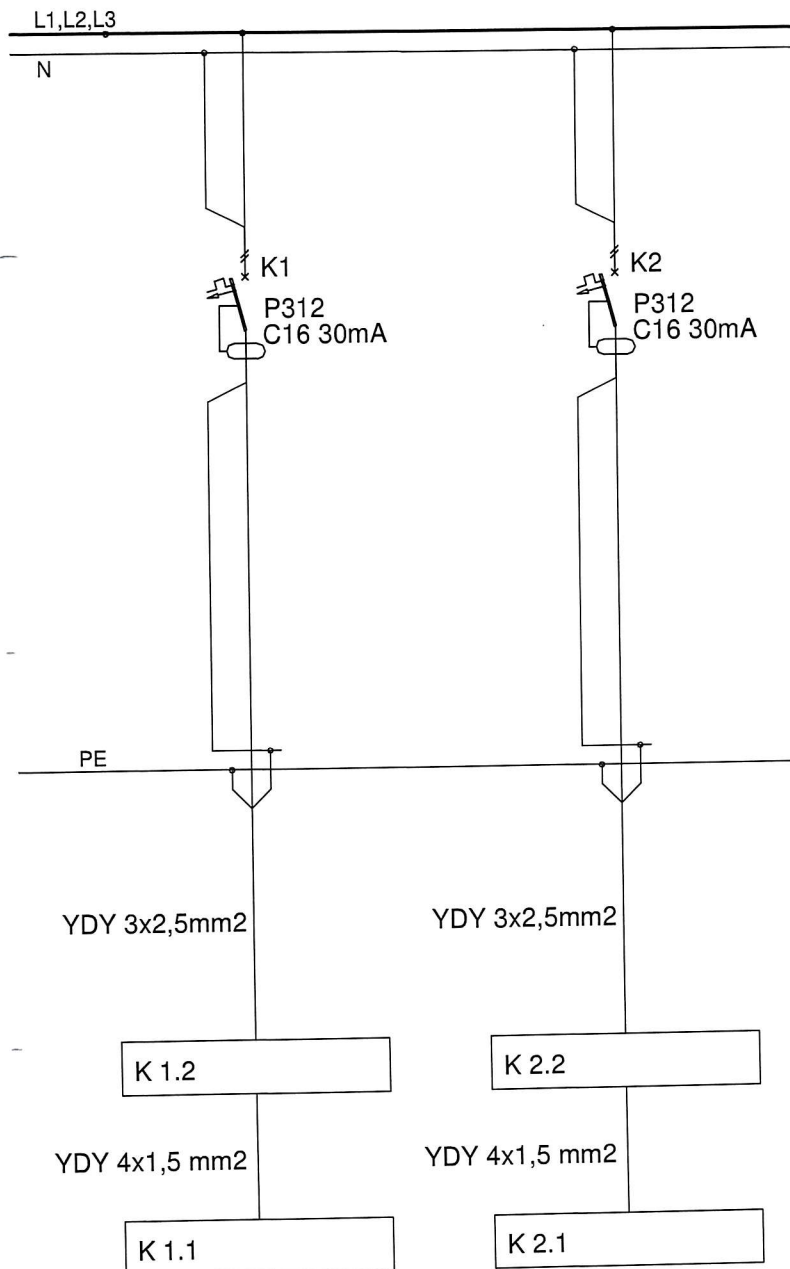 L1,L2,L3
N
K1
P312
C16 30mA
K2
P312
C16 30mA
PE
YDY 3x2,5mm2
YDY 3x2,5mm2
K 1.2
K 2.2
YDY 4x1,5 mm2
YDY 4x1,5 mm2
K 1.1
K 2.1